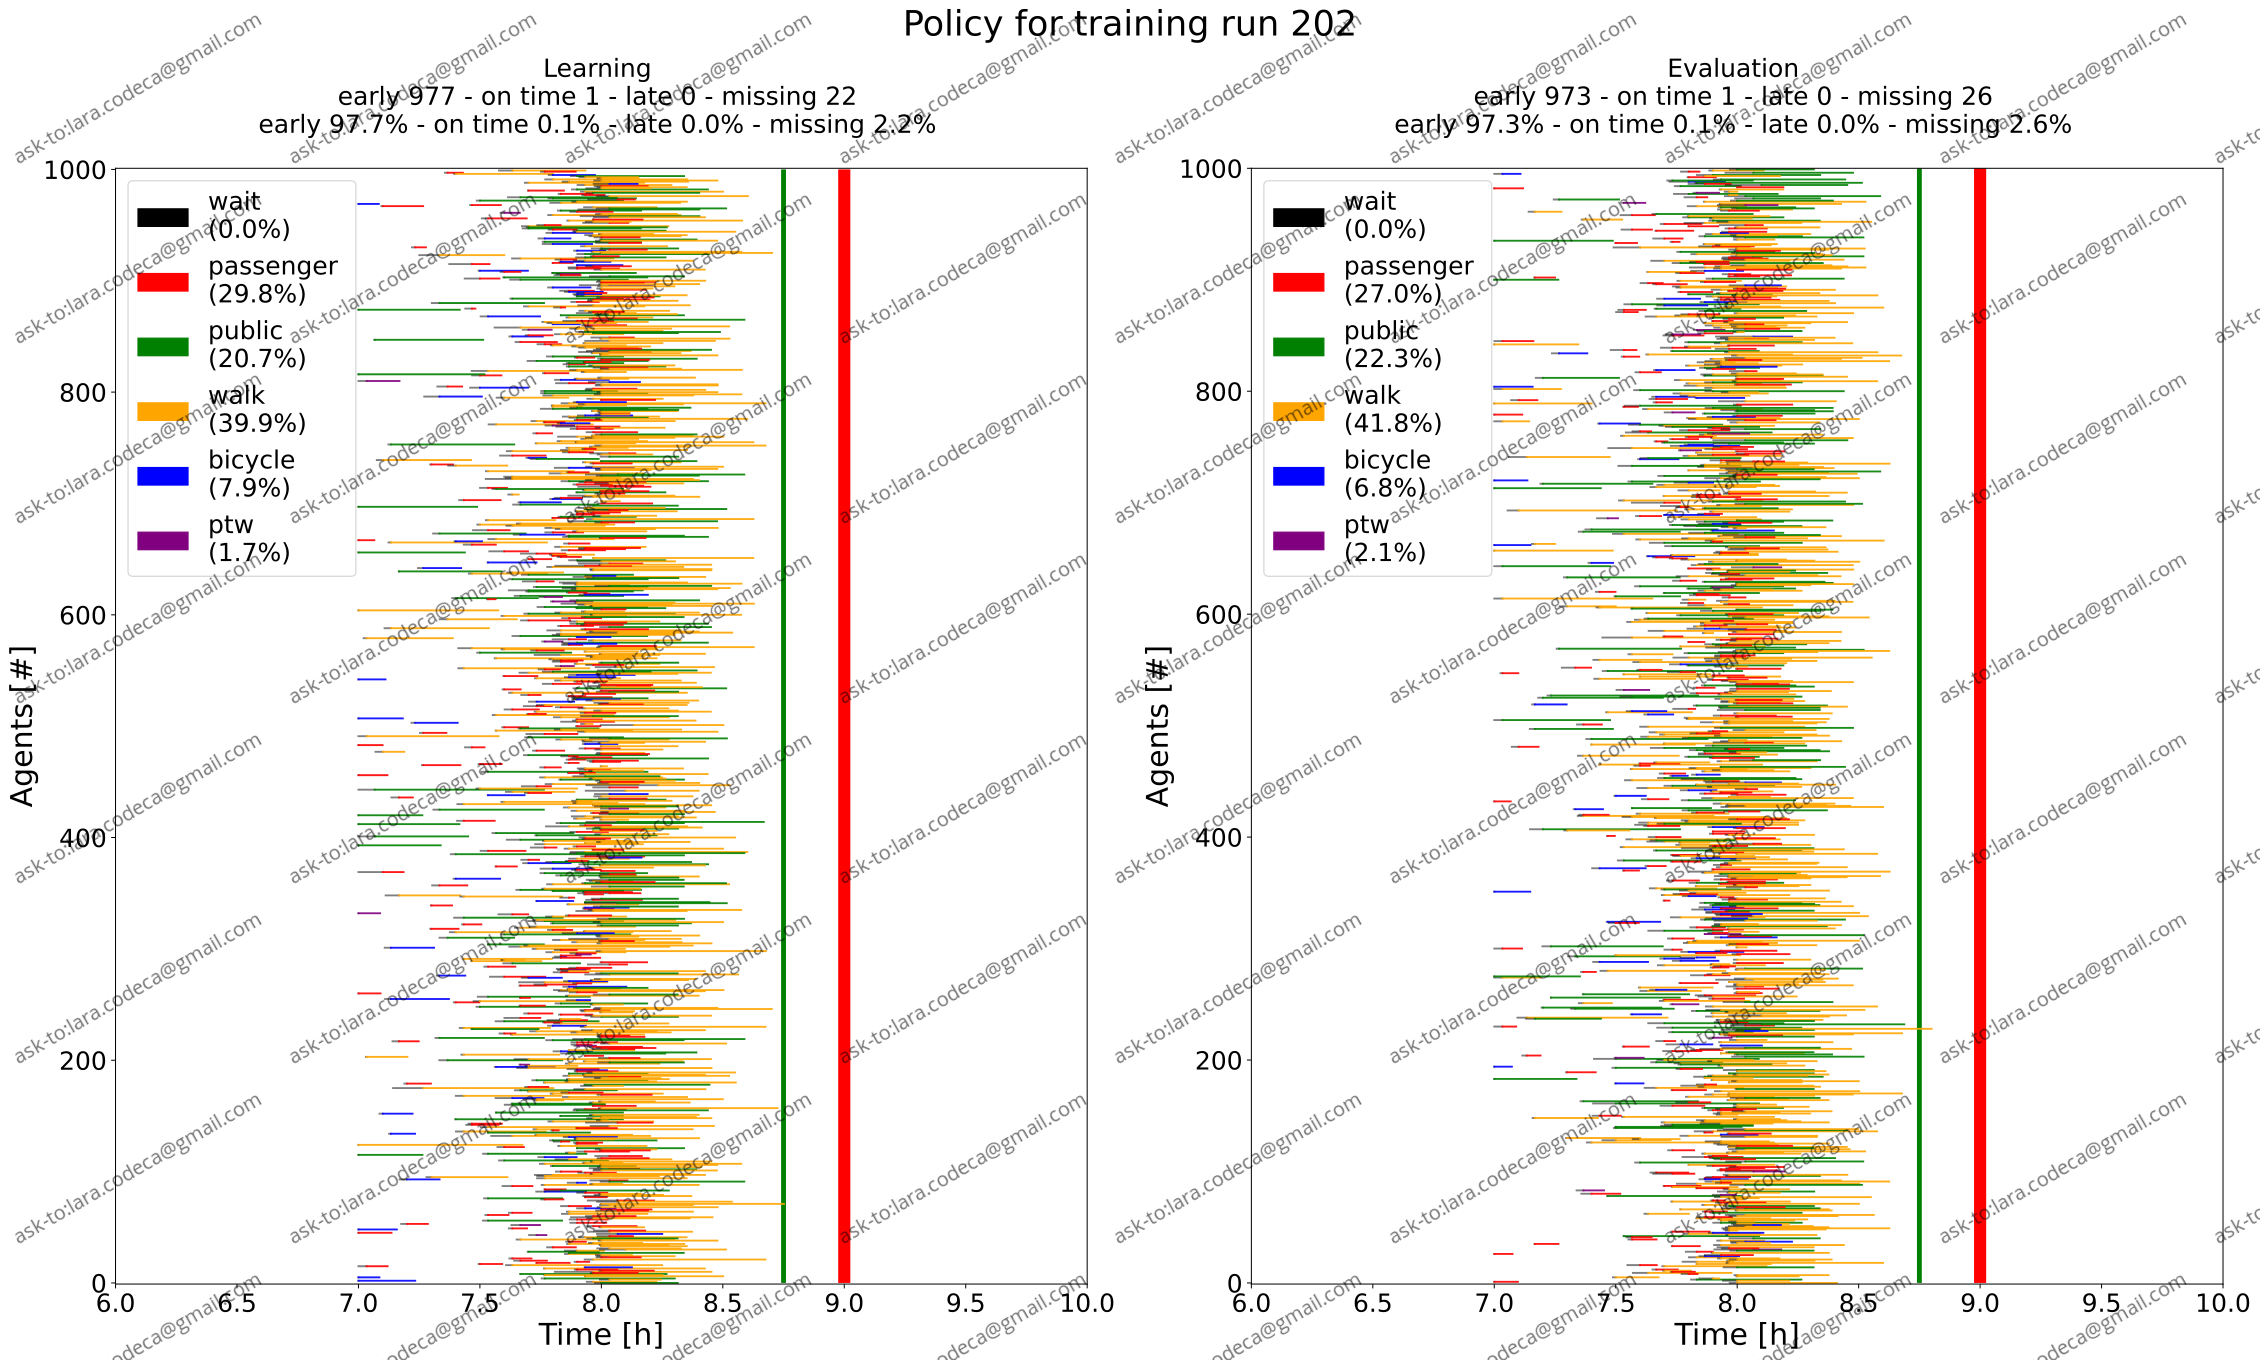 Policy for training run 202
Learning
early 977 - on time 1 - late 0 - missing 22
early 97.7% - on time 0.1% - late 0.0% - missing 2.2%
Evaluation
early 973 - on time 1 - late 0 - missing 26
early 97.3% - on time 0.1% - late 0.0% - missing 2.6%
Agents [#]
1000
800
600
400
200
0
wait
(0.0%)
passenger
(29.8%)
public
(20.7%)
walk
(39.9%)
bicycle
(7.9%)
ptw
(1.7%)
6.0 6.5 7.0 7.5 8.0 8.5 9.0 9.5 10.0
Time [h]
Agents [#]
1000
800
600
400
200
0
wait
(0.0%)
passenger
(27.0%)
public
(22.3%)
walk
(41.8%)
bicycle
(6.8%)
ptw
(2.1%)
6.0 6.5 7.0 7.5 8.0 8.5 9.0 9.5 10.0
Time [h]
ask-to:lara.codeca@gmail.com